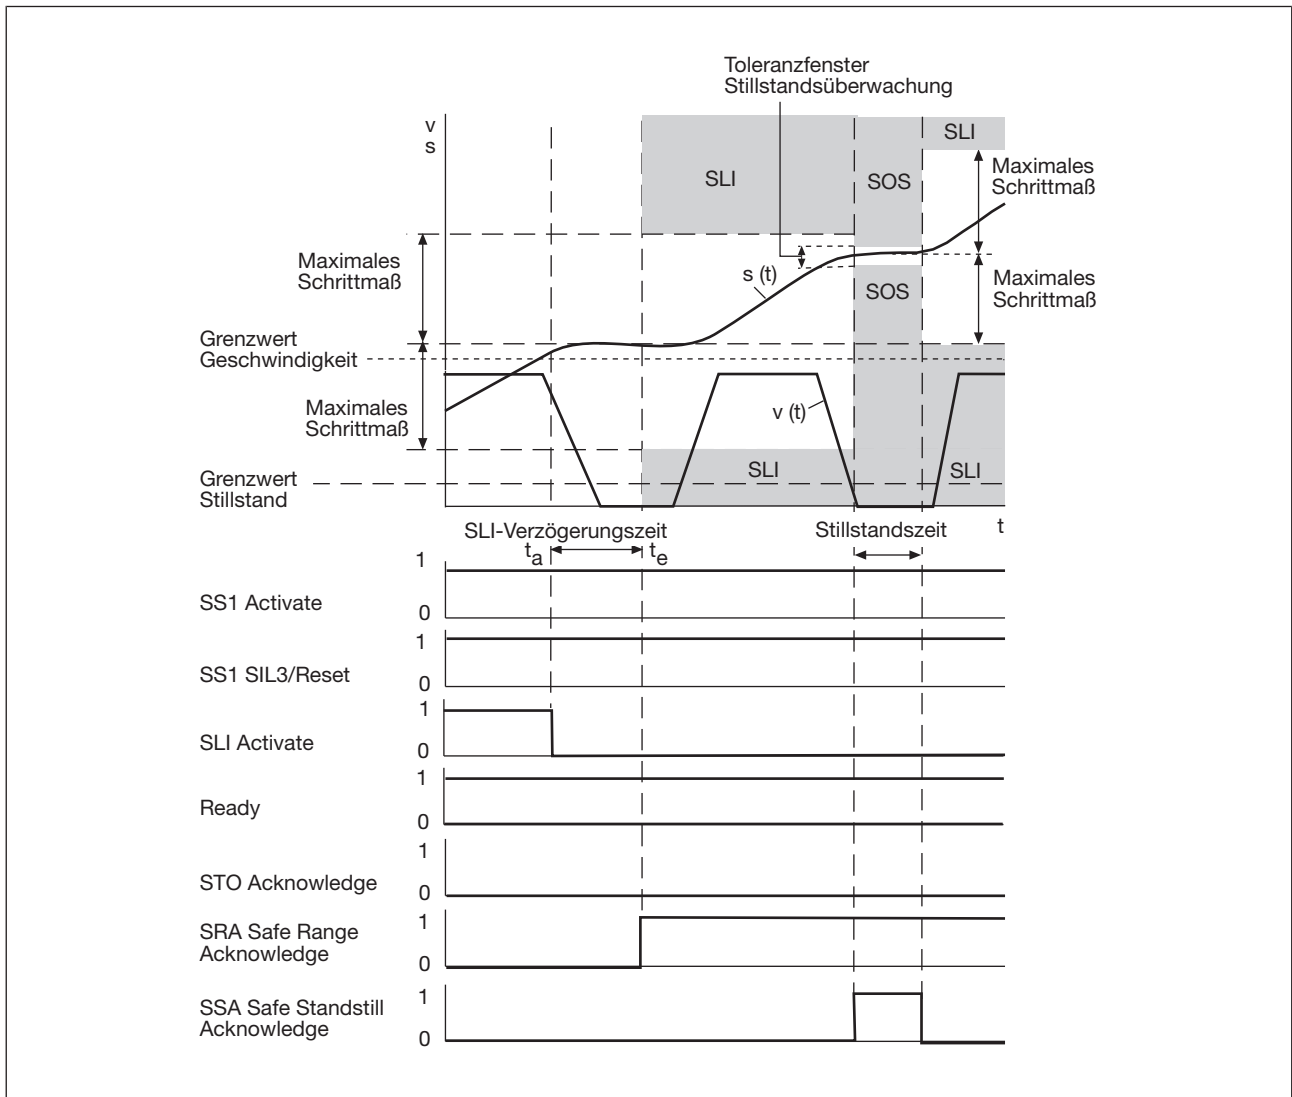 Toleranzfenster
Stillstandsüberwachung
v
s
SLI
SLI
SOS
Maximales
Schrittmaß
Maximales
Schrittmaß
s (t)
SOS
Maximales
Schrittmaß
Grenzwert
Geschwindigkeit
Maximales
Schrittmaß
v (t)
SLI
SLI
Grenzwert
Stillstand
SLI-Verzögerungszeit
Stillstandszeit
t
ta
te
1
SS1 Activate
0
1
SS1 SIL3/Reset
0
1
SLI Activate
0
1
Ready
0
1
STO Acknowledge
0
1
SRA Safe Range
Acknowledge
0
1
SSA Safe Standstill
Acknowledge
0